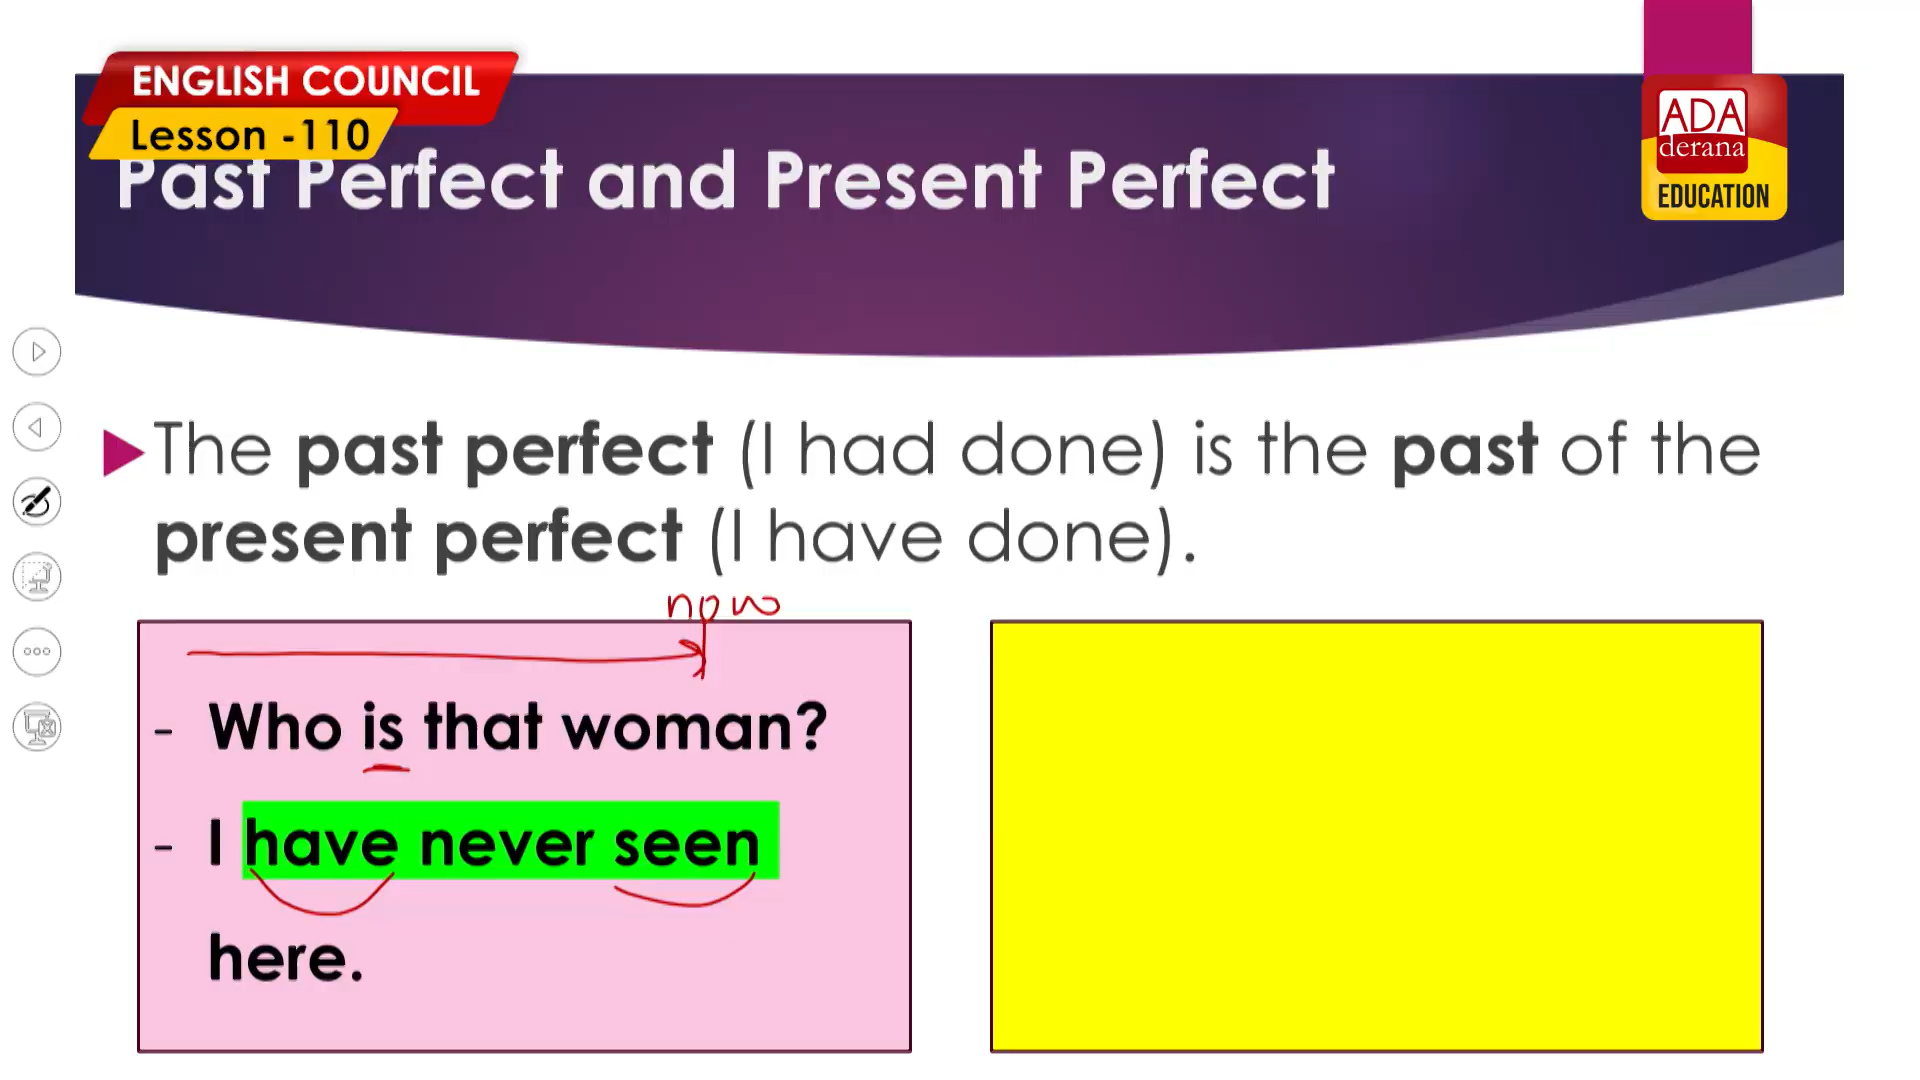 ENGLISH COUNCIL
Lesson -110
Past Perfect and Present Perfect
ADA
derana
EDUCATION
The past perfect (I had done) is the past of the
present perfect (I have done).
now
- Who is that woman?
- I have never seen
here.